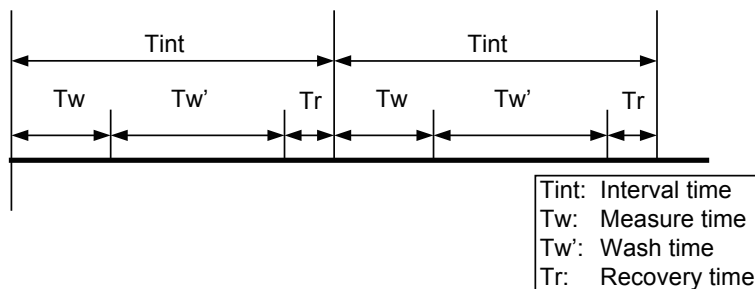 Tint Tint
Tw Tw’ Tr Tw Tw’ Tr
Tint: Interval time
Tw: Measure time
Tw’: Wash time
Tr: Recovery time